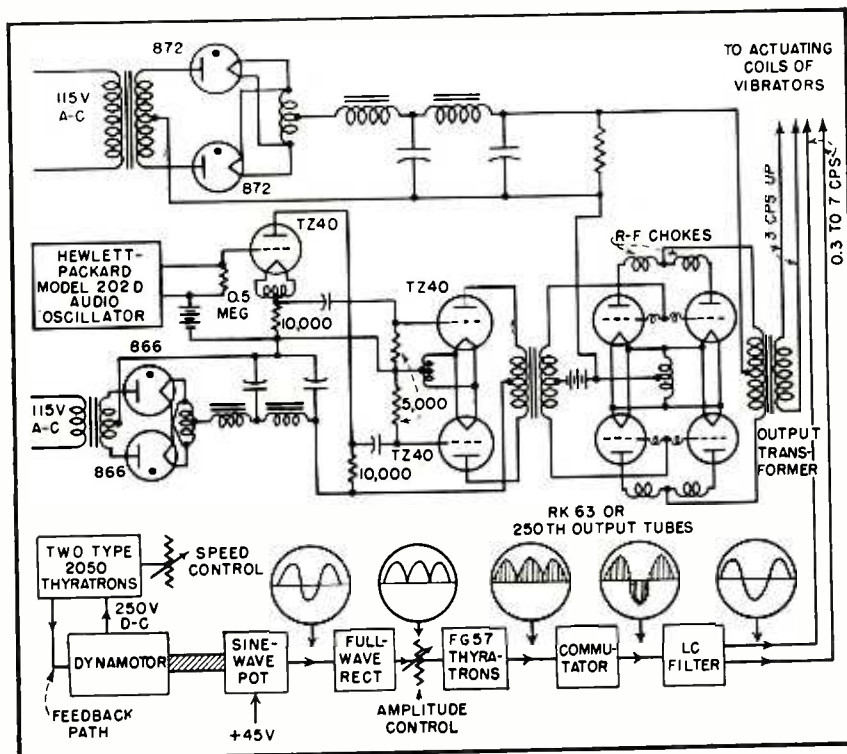 872
115V
A-C
872
TO ACTUATING
COILS OF
VIBRATORS
3 CPS UP
0.3 TO 7 CPS
R-F CHOKES
TZ40
HEWLETT-
PACKARD
MODEL 202D
AUDIO
OSCILLATOR
0.5
MEG
10,000
TZ40
866
115V
A-C
866
5,000
TZ40
10,000
OUTPUT
TRANS-
FORMER
RK 63 OR
250TH OUTPUT TUBES
TWO TYPE
2050
THYRATRONS
SPEED
CONTROL
250V
D-C
DYNAMOTOR
SINE-
WAVE
POT
FULL-
WAVE
RECT
FG57
THYRA-
TRONS
COMMU-
TATOR
LC
FILTER
FEEDBACK
PATH
+45V
AMPLITUDE
CONTROL